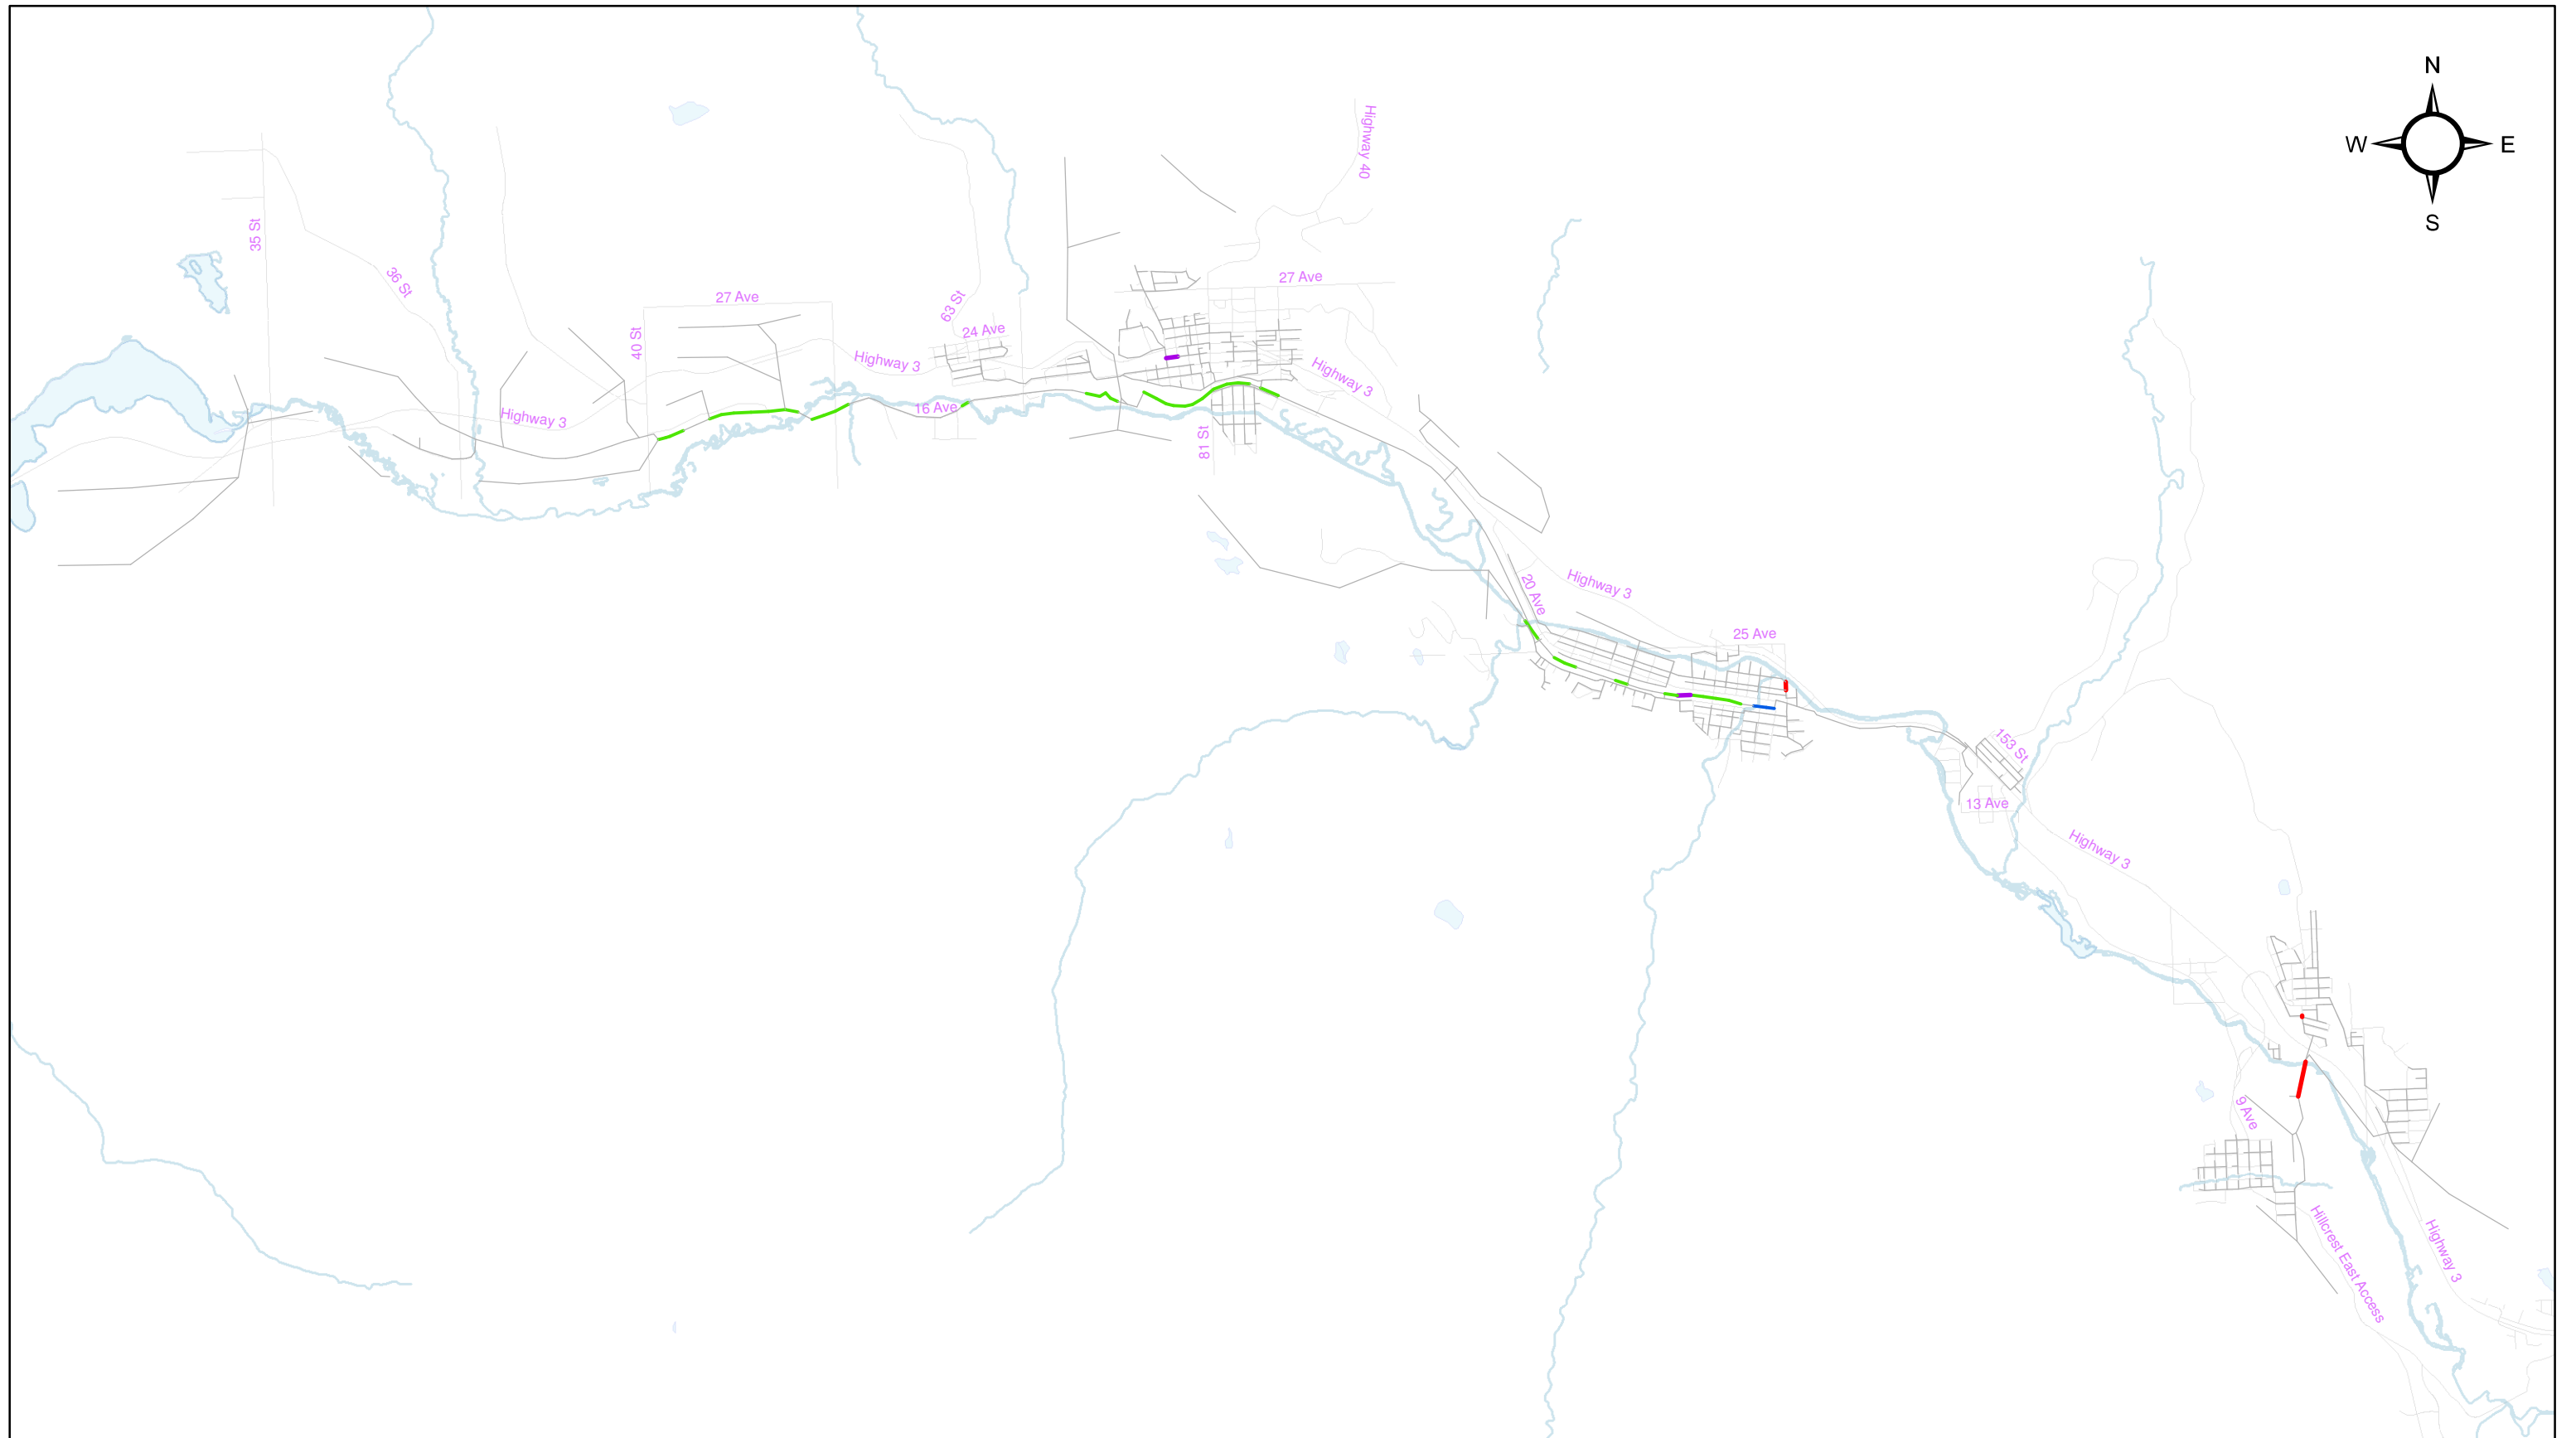 N
W
E
S
Highway 40
35 St
36 St
27 Ave
27 Ave
63 St
24 Ave
40 St
Highway 3
Highway 3
Highway 3
16 Ave
81 St
20 Ave
Highway 3
25 Ave
153 St
13 Ave
Highway 3
9 Ave
Hillcrest East Access
Highway 3